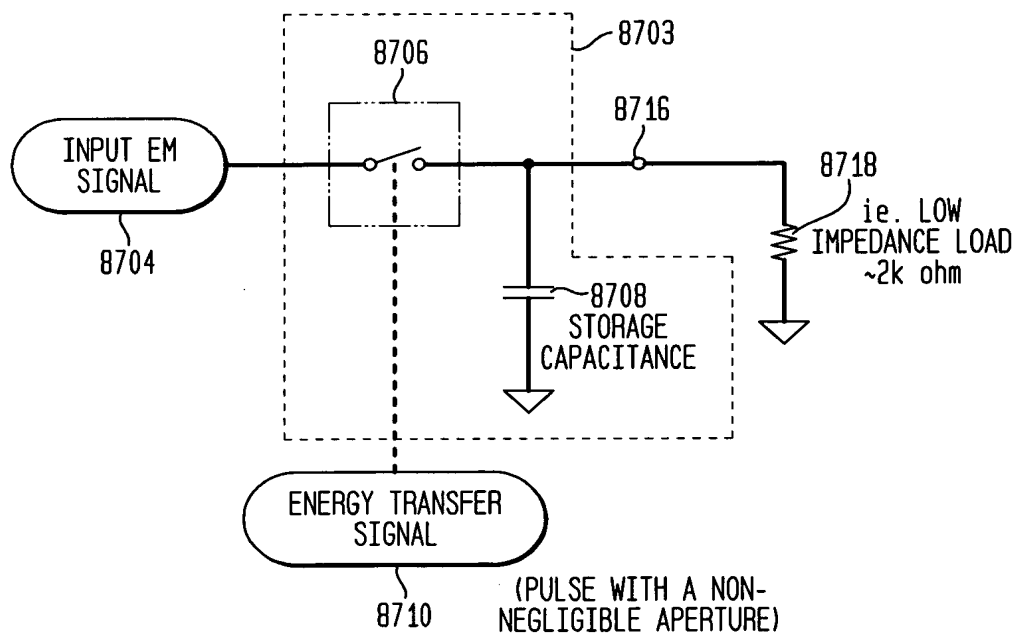 8703
8706
8716
INPUT EM
SIGNAL
8704
8718
ie. LOW
IMPEDANCE LOAD
~2k ohm
8708
STORAGE
CAPACITANCE
ENERGY TRANSFER
SIGNAL
8710
(PULSE WITH A NON-
NEGLIGIBLE APERTURE)